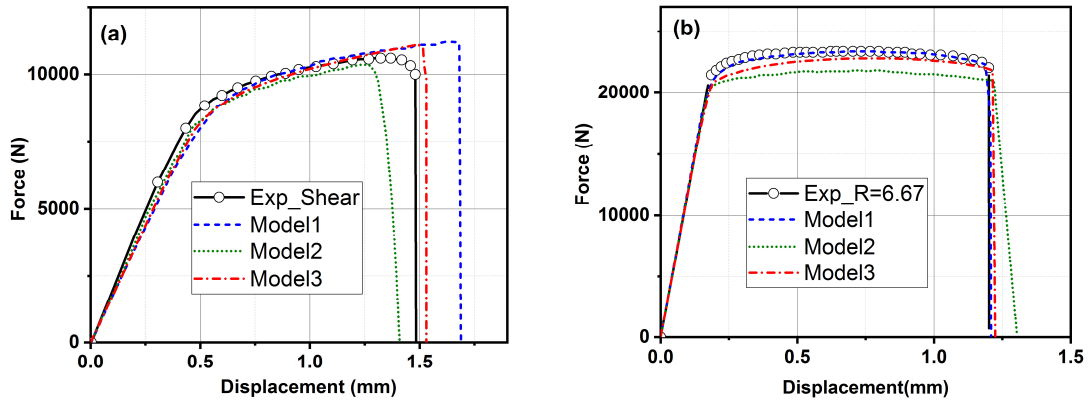 (a)
Force (N)
10000
5000
0
Exp_Shear
Model1
Model2
Model3
0.0
0.5
1.0
1.5
Displacement (mm)
(b)
Force (N)
20000
10000
0
Exp_R=6.67
Model1
Model2
Model3
0.0
0.5
1.0
1.5
Displacement(mm)